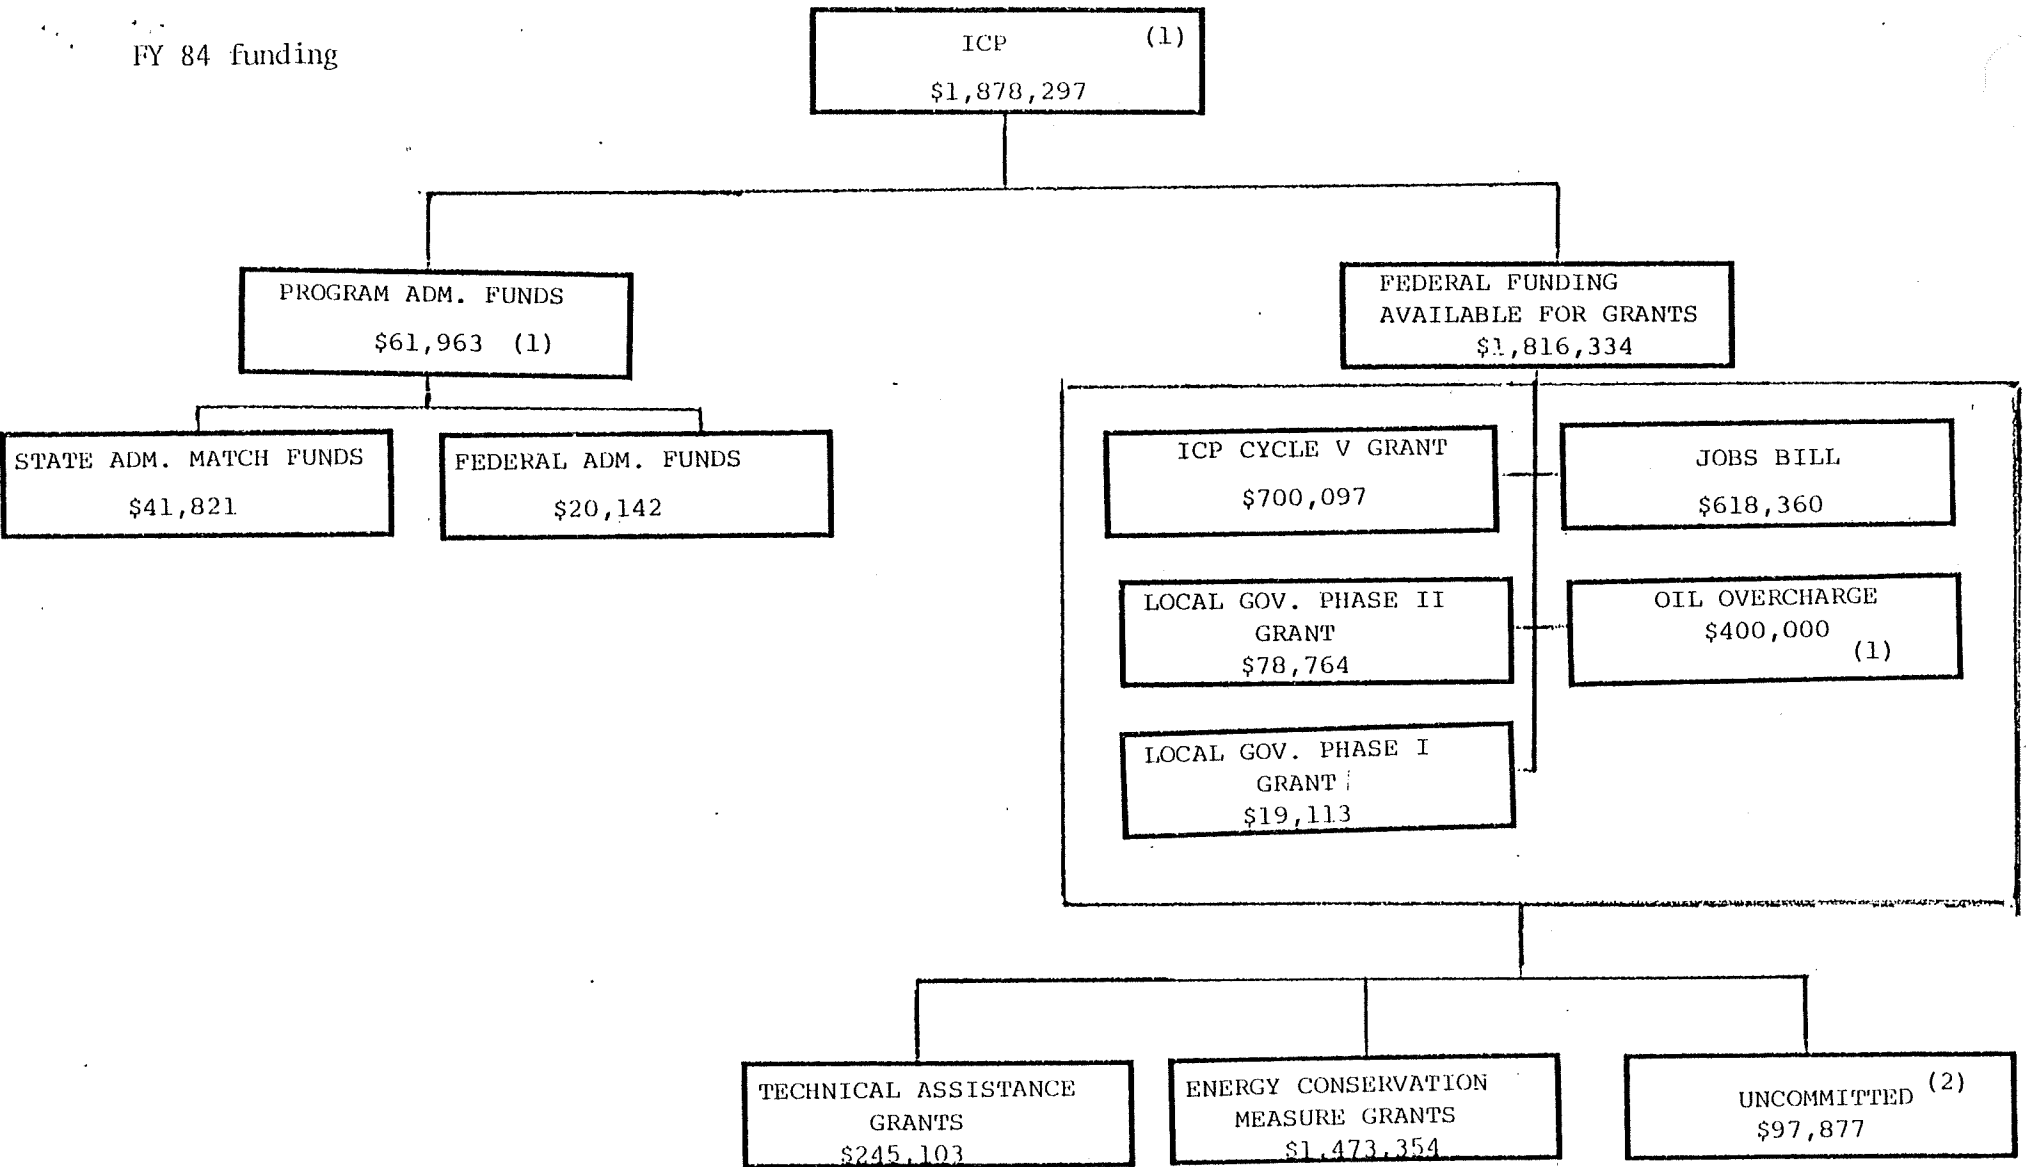 FY 84 funding
ICP (1)
$1,878,297
PROGRAM ADM. FUNDS
$61,963 (1)
FEDERAL FUNDING
AVAILABLE FOR GRANTS
$1,816,334
STATE ADM. MATCH FUNDS
$41,821
FEDERAL ADM. FUNDS
$20,142
ICP CYCLE V GRANT
$700,097
JOBS BILL
$618,360
LOCAL GOV. PHASE II
GRANT
$78,764
OIL OVERCHARGE
$400,000
(1)
LOCAL GOV. PHASE I
GRANT
$19,113
TECHNICAL ASSISTANCE
GRANTS
$245,103
ENERGY CONSERVATION
MEASURE GRANTS
$1,473,354
UNCOMMITTED (2)
$97,877